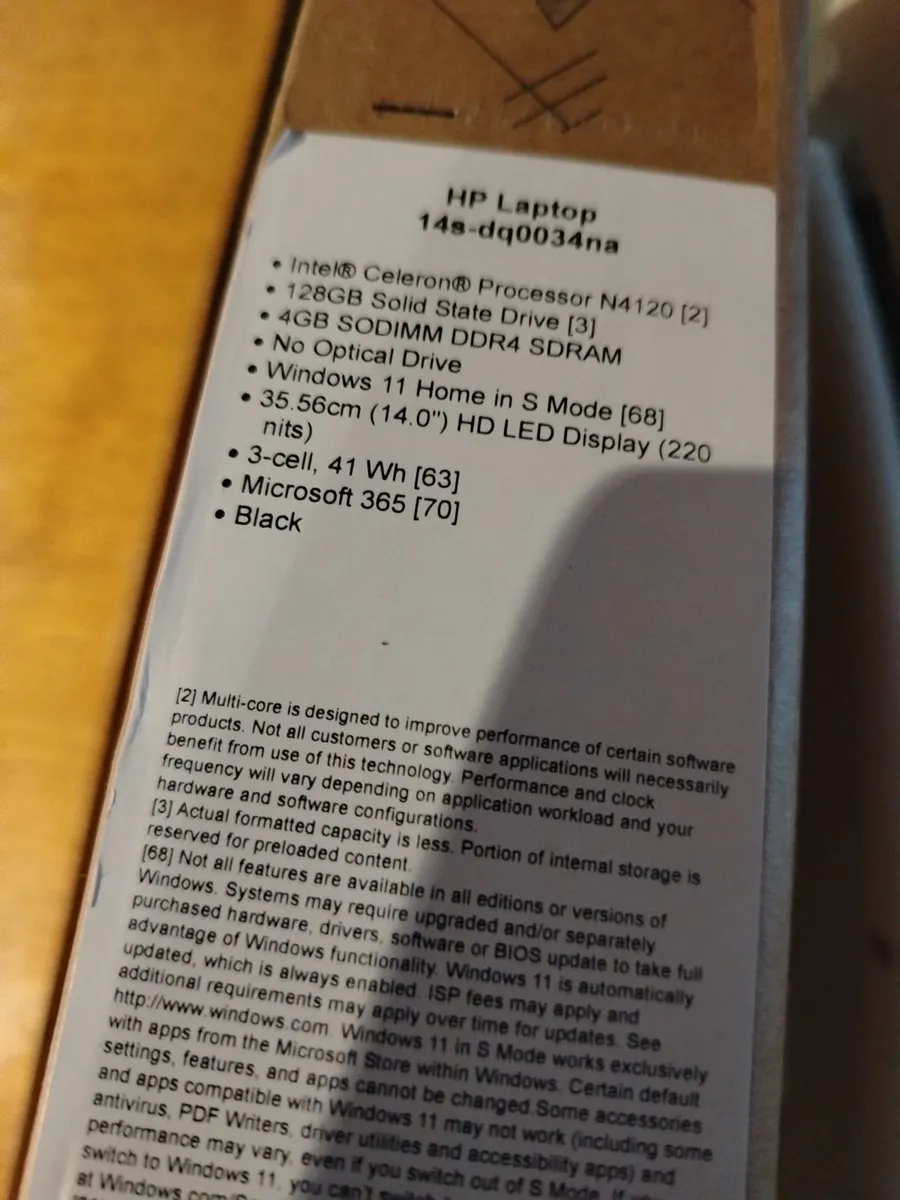 HP Laptop
14s-dq0034na
• Intel® Celeron® Processor N4120 [2]
• 128GB Solid State Drive [3]
• 4GB SODIMM DDR4 SDRAM
• No Optical Drive
• Windows 11 Home in S Mode [68]
• 35.56cm (14.0") HD LED Display (220
nits)
• 3-cell, 41 Wh [63]
• Microsoft 365 [70]
• Black
[2] Multi-core is designed to improve performance of certain software
products. Not all customers or software applications will necessarily
benefit from use of this technology. Performance and clock
frequency will vary depending on application workload and your
hardware and software configurations.
[3] Actual formatted capacity is less. Portion of internal storage is
reserved for preloaded content.
[68] Not all features are available in all editions or versions of
Windows. Systems may require upgraded and/or separately
purchased hardware, drivers, software or BIOS update to take full
advantage of Windows functionality. Windows 11 is automatically
updated, which is always enabled. ISP fees may apply and
additional requirements may apply over time for updates. See
http://www.windows.com. Windows 11 in S Mode works exclusively
with apps from the Microsoft Store within Windows. Certain default
settings, features, and apps cannot be changed.Some accessories
and apps compatible with Windows 11 may not work (including some
antivirus, PDF Writers, driver utilities and accessibility apps) and
performance may vary, even if you switch out of S Mode. If
switch to Windows 11, you can't switch
at Windows.com/